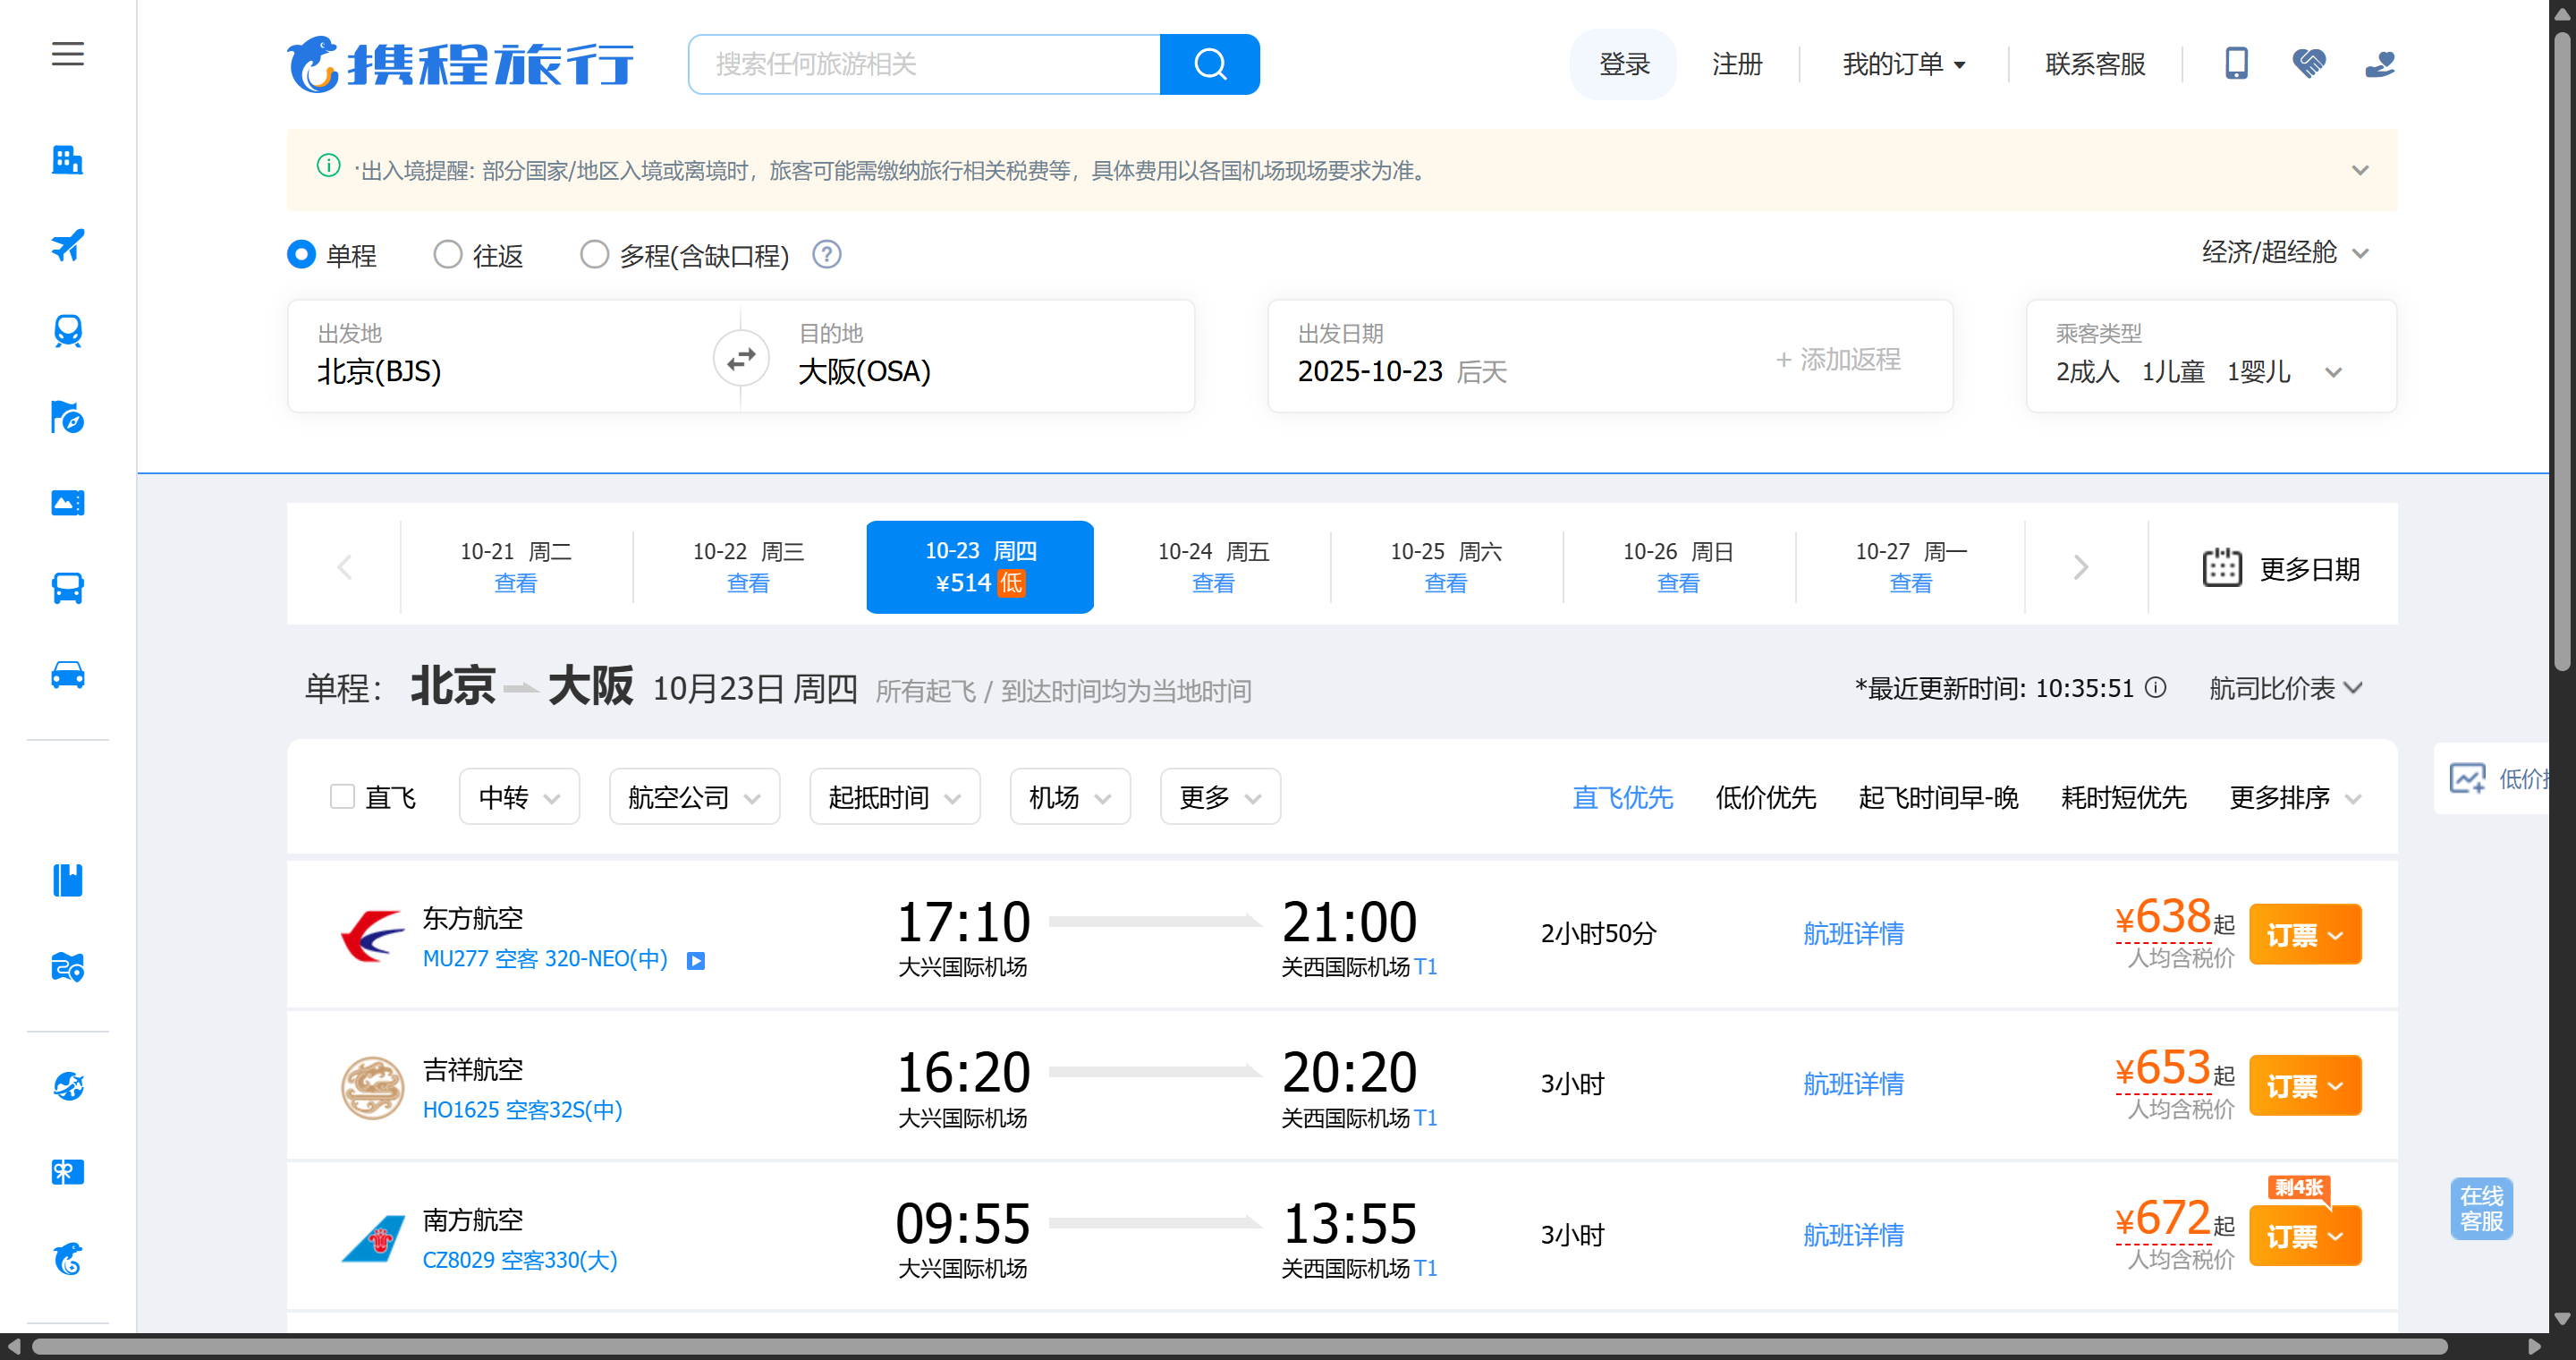 携程旅行
搜索任何旅游相关
登录
注册
我的订单
联系客服
·出入境提醒: 部分国家/地区入境或离境时，旅客可能需缴纳旅行相关税费等，具体费用以各国机场现场要求为准。
单程 往返 多程(含缺口程) ?
经济/超经舱
出发地
北京(BJS)
目的地
大阪(OSA)
出发日期
2025-10-23 后天
+ 添加返程
乘客类型
2成人 1儿童 1婴儿
10-21 周二
查看
10-22 周三
查看
10-23 周四
¥514 低
10-24 周五
查看
10-25 周六
查看
10-26 周日
查看
10-27 周一
查看
更多日期
单程： 北京 大阪 10月23日 周四 所有起飞 / 到达时间均为当地时间
*最近更新时间: 10:35:51
航司比价表
直飞 中转 航空公司 起抵时间 机场 更多
直飞优先 低价优先 起飞时间早-晚 耗时短优先 更多排序
低价
东方航空
MU277 空客 320-NEO(中)
17:10
大兴国际机场
21:00
关西国际机场 T1
2小时50分
航班详情
¥638起
人均含税价
订票
吉祥航空
HO1625 空客32S(中)
16:20
大兴国际机场
20:20
关西国际机场 T1
3小时
航班详情
¥653起
人均含税价
订票
南方航空
CZ8029 空客330(大)
09:55
大兴国际机场
13:55
关西国际机场 T1
3小时
航班详情
¥672起
人均含税价
剩4张
订票
在线
客服